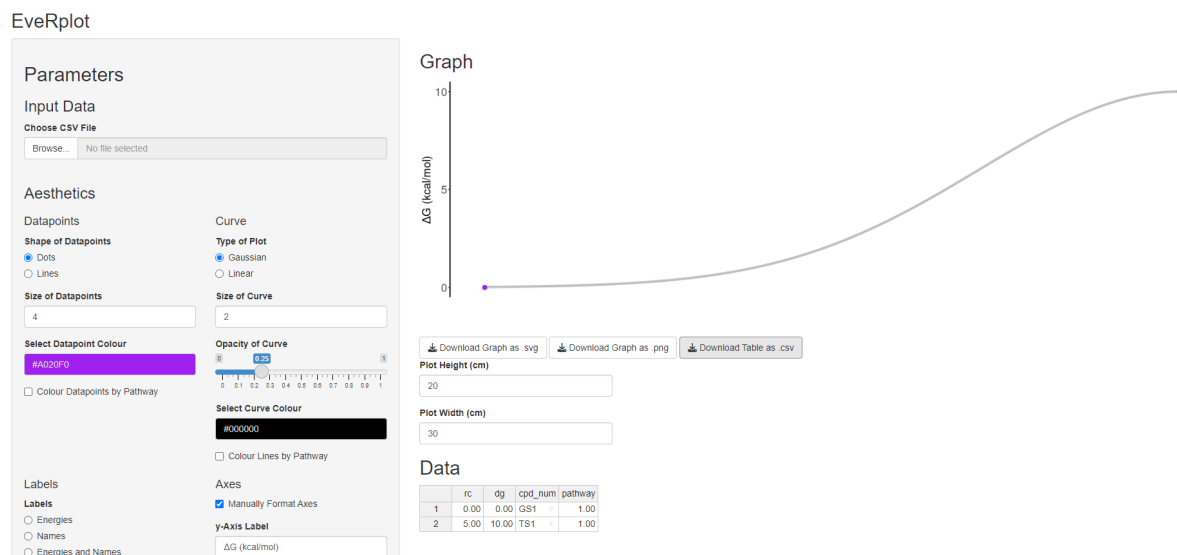 EveRplot
Parameters
Input Data
Choose CSV File
Browse... No file selected
Aesthetics
Datapoints
Shape of Datapoints
Dots
Lines
Size of Datapoints
4
Select Datapoint Colour
#A020F0
Colour Datapoints by Pathway
Curve
Type of Plot
Gaussian
Linear
Size of Curve
2
Opacity of Curve
0 0.25 1
0 0.1 0.2 0.3 0.4 0.5 0.6 0.7 0.8 0.9 1
Select Curve Colour
#000000
Colour Lines by Pathway
Labels
Labels
Energies
Names
Energies and Names
Axes
Manually Format Axes
y-Axis Label
ΔG (kcal/mol)
Graph
ΔG (kcal/mol)
10
5
0
Download Graph as .svg Download Graph as .png Download Table as .csv
Plot Height (cm)
20
Plot Width (cm)
30
Data
rc dg cpd_num pathway
1 0.00 0.00 GS1 1.00
2 5.00 10.00 TS1 1.00